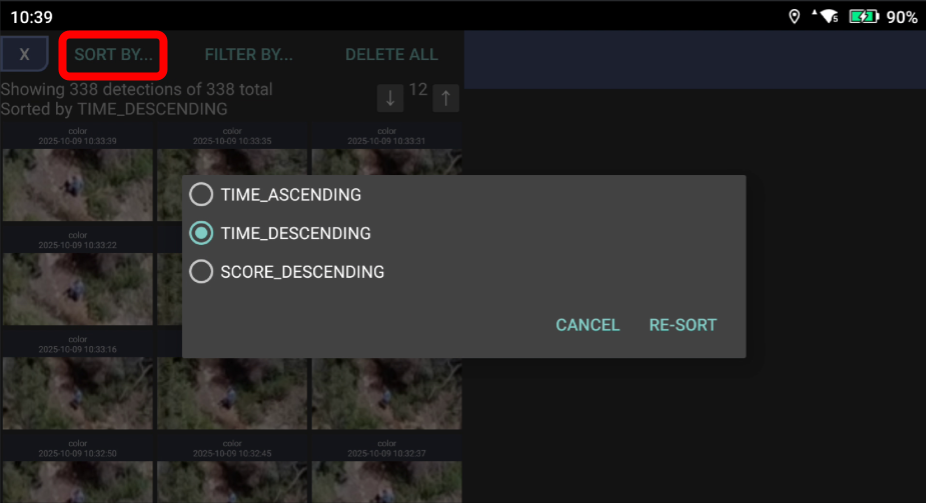 10:39
5
90%
X
SORT BY...
FILTER BY...
DELETE ALL
Showing 338 detections of 338 total
Sorted by TIME_DESCENDING
↓ 12 ↑
color
2025-10-09 10:33:39
color
2025-10-09 10:33:35
color
2025-10-09 10:33:31
TIME_ASCENDING
TIME_DESCENDING
SCORE_DESCENDING
CANCEL
RE-SORT
color
2025-10-09 10:33:22
color
2025-10-09 10:33:16
color
2025-10-09 10:32:50
color
2025-10-09 10:32:45
color
2025-10-09 10:32:37